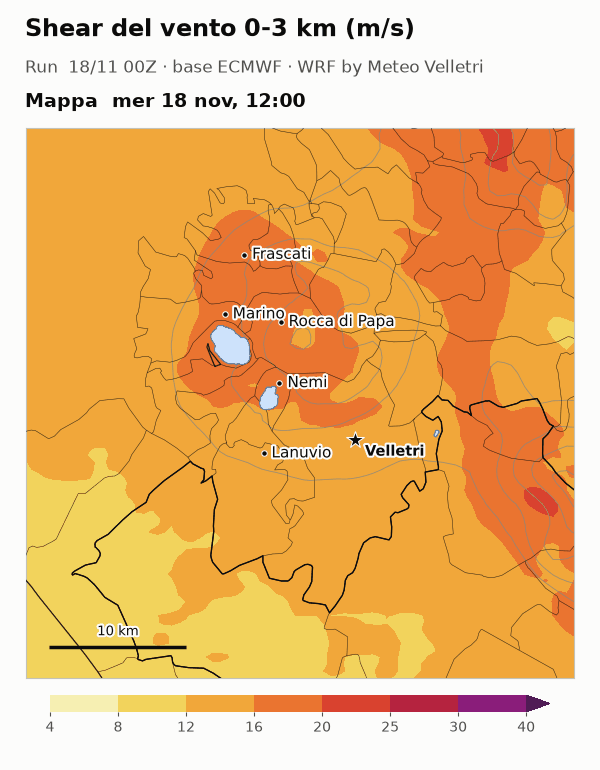 Shear del vento 0-3 km (m/s)
Run  18/11 00Z · base ECMWF · WRF by Meteo Velletri
Mappa  mer 18 nov, 12:00
Frascati
Marino
Rocca di Papa
Nemi
Velletri
Lanuvio
10 km
4 8 12 16 20 25 30 40